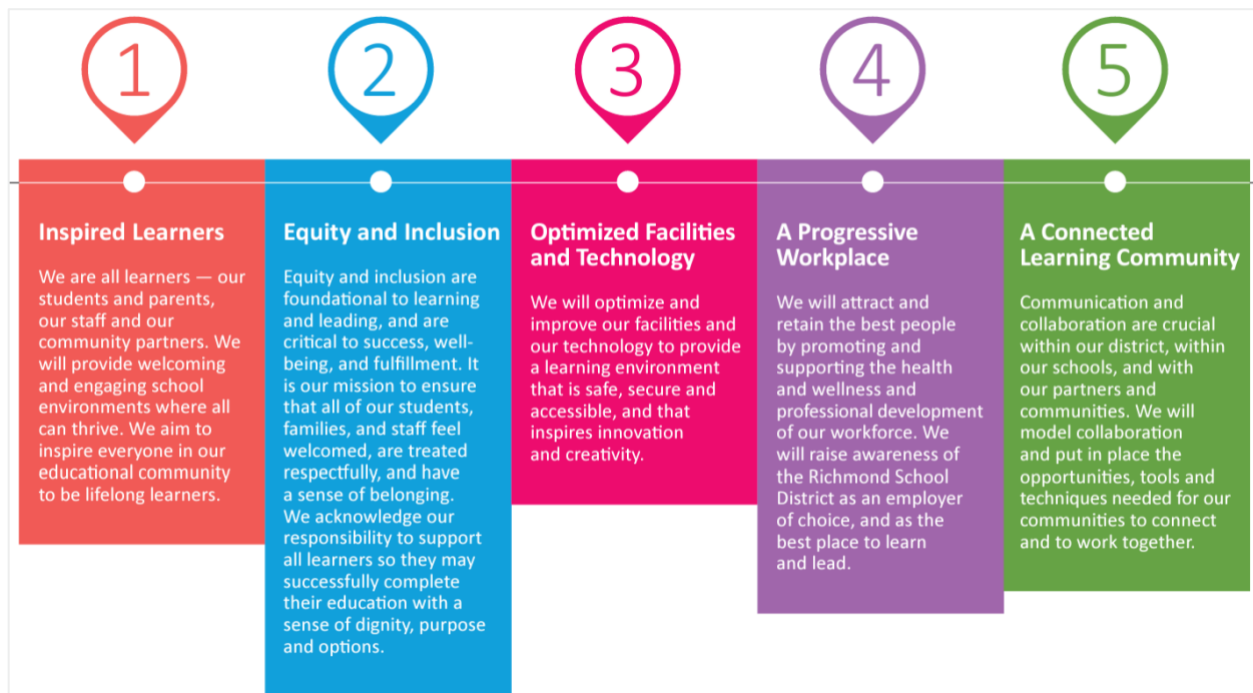 1
Inspired Learners
We are all learners — our
students and parents,
our staff and our
community partners. We
will provide welcoming
and engaging school
environments where all
can thrive. We aim to
inspire everyone in our
educational community
to be lifelong learners.
2
Equity and Inclusion
Equity and inclusion are
foundational to learning
and leading, and are
critical to success, well-
being, and fulfillment. It
is our mission to ensure
that all of our students,
families, and staff feel
welcomed, are treated
respectfully, and have
a sense of belonging.
We acknowledge our
responsibility to support
all learners so they may
successfully complete
their education with a
sense of dignity, purpose
and options.
3
Optimized Facilities
and Technology
We will optimize and
improve our facilities and
our technology to provide
a learning environment
that is safe, secure and
accessible, and that
inspires innovation
and creativity.
4
A Progressive
Workplace
We will attract and
retain the best people
by promoting and
supporting the health
and wellness and
professional development
of our workforce. We
will raise awareness of
the Richmond School
District as an employer
of choice, and as the
best place to learn
and lead.
5
A Connected
Learning Community
Communication and
collaboration are crucial
within our district, within
our schools, and with
our partners and
communities. We will
model collaboration
and put in place the
opportunities, tools and
techniques needed for our
communities to connect
and to work together.